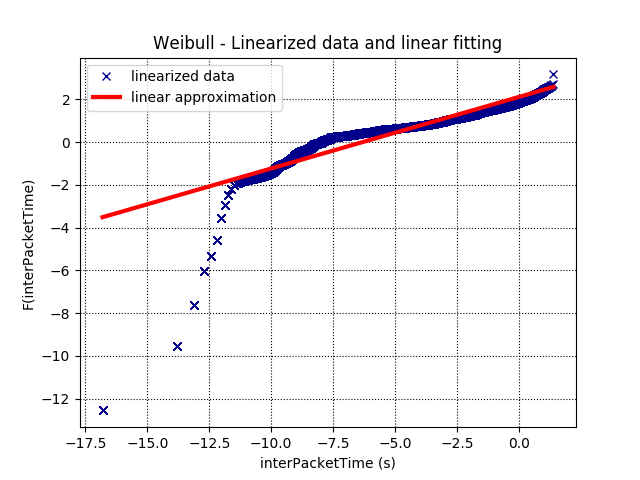 Weibull - Linearized data and linear fitting
linearized data
linear approximation
F(interPacketTime)
2
0
−2
−4
−6
−8
−10
−12
−17.5 −15.0 −12.5 −10.0 −7.5 −5.0 −2.5 0.0
interPacketTime (s)